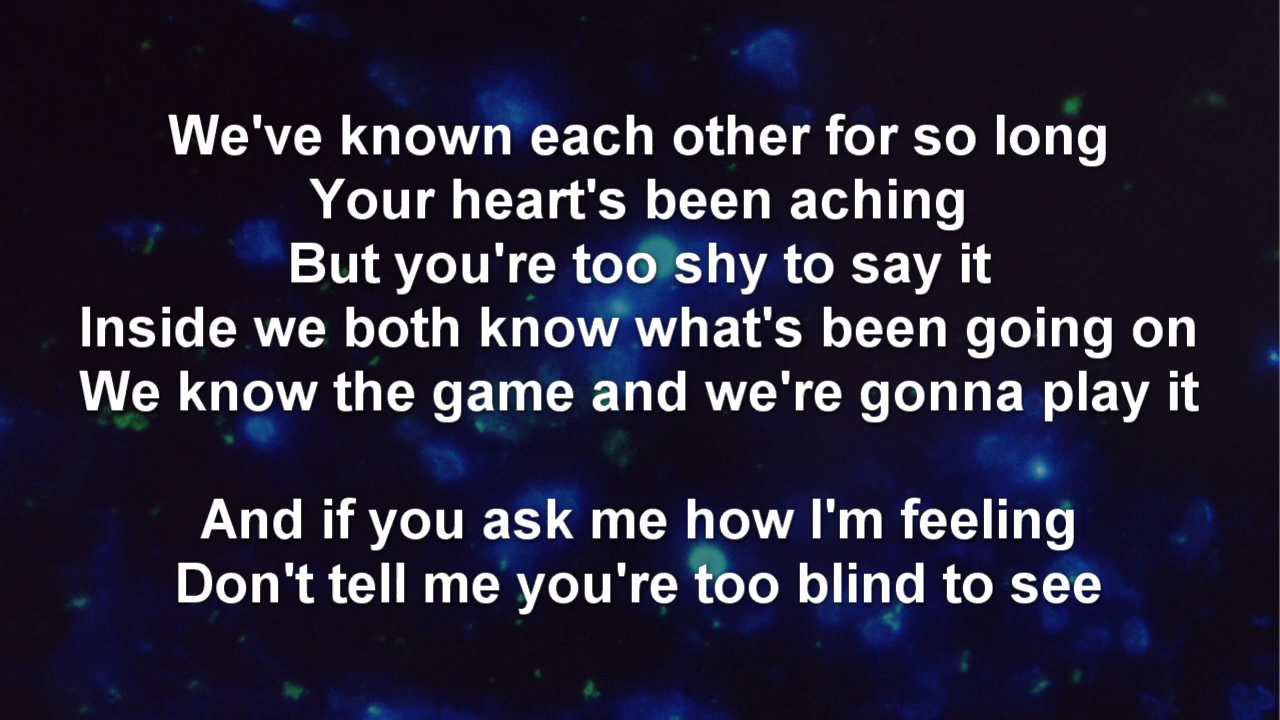 We've known each other for so long
Your heart's been aching
But you're too shy to say it
Inside we both know what's been going on
We know the game and we're gonna play it
And if you ask me how I'm feeling
Don't tell me you're too blind to see